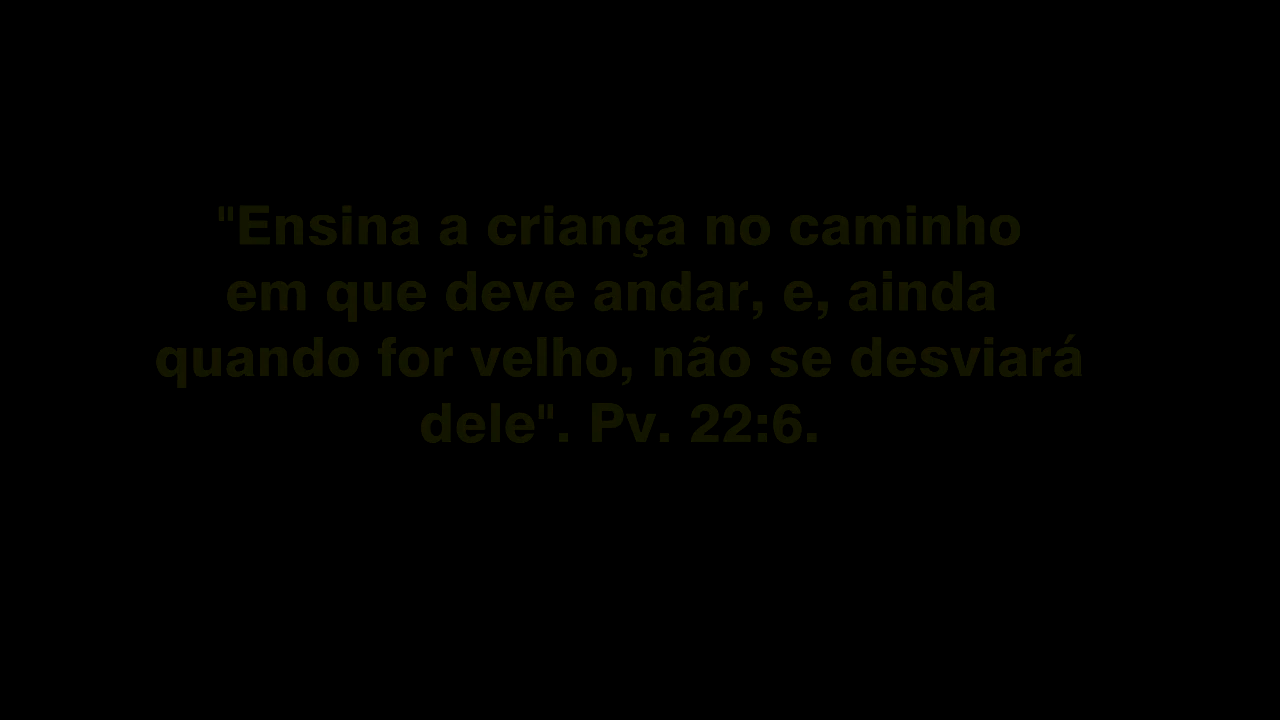 "Ensina a criança no caminho
em que deve andar, e, ainda
quando for velho, não se desviará
dele". Pv. 22:6.